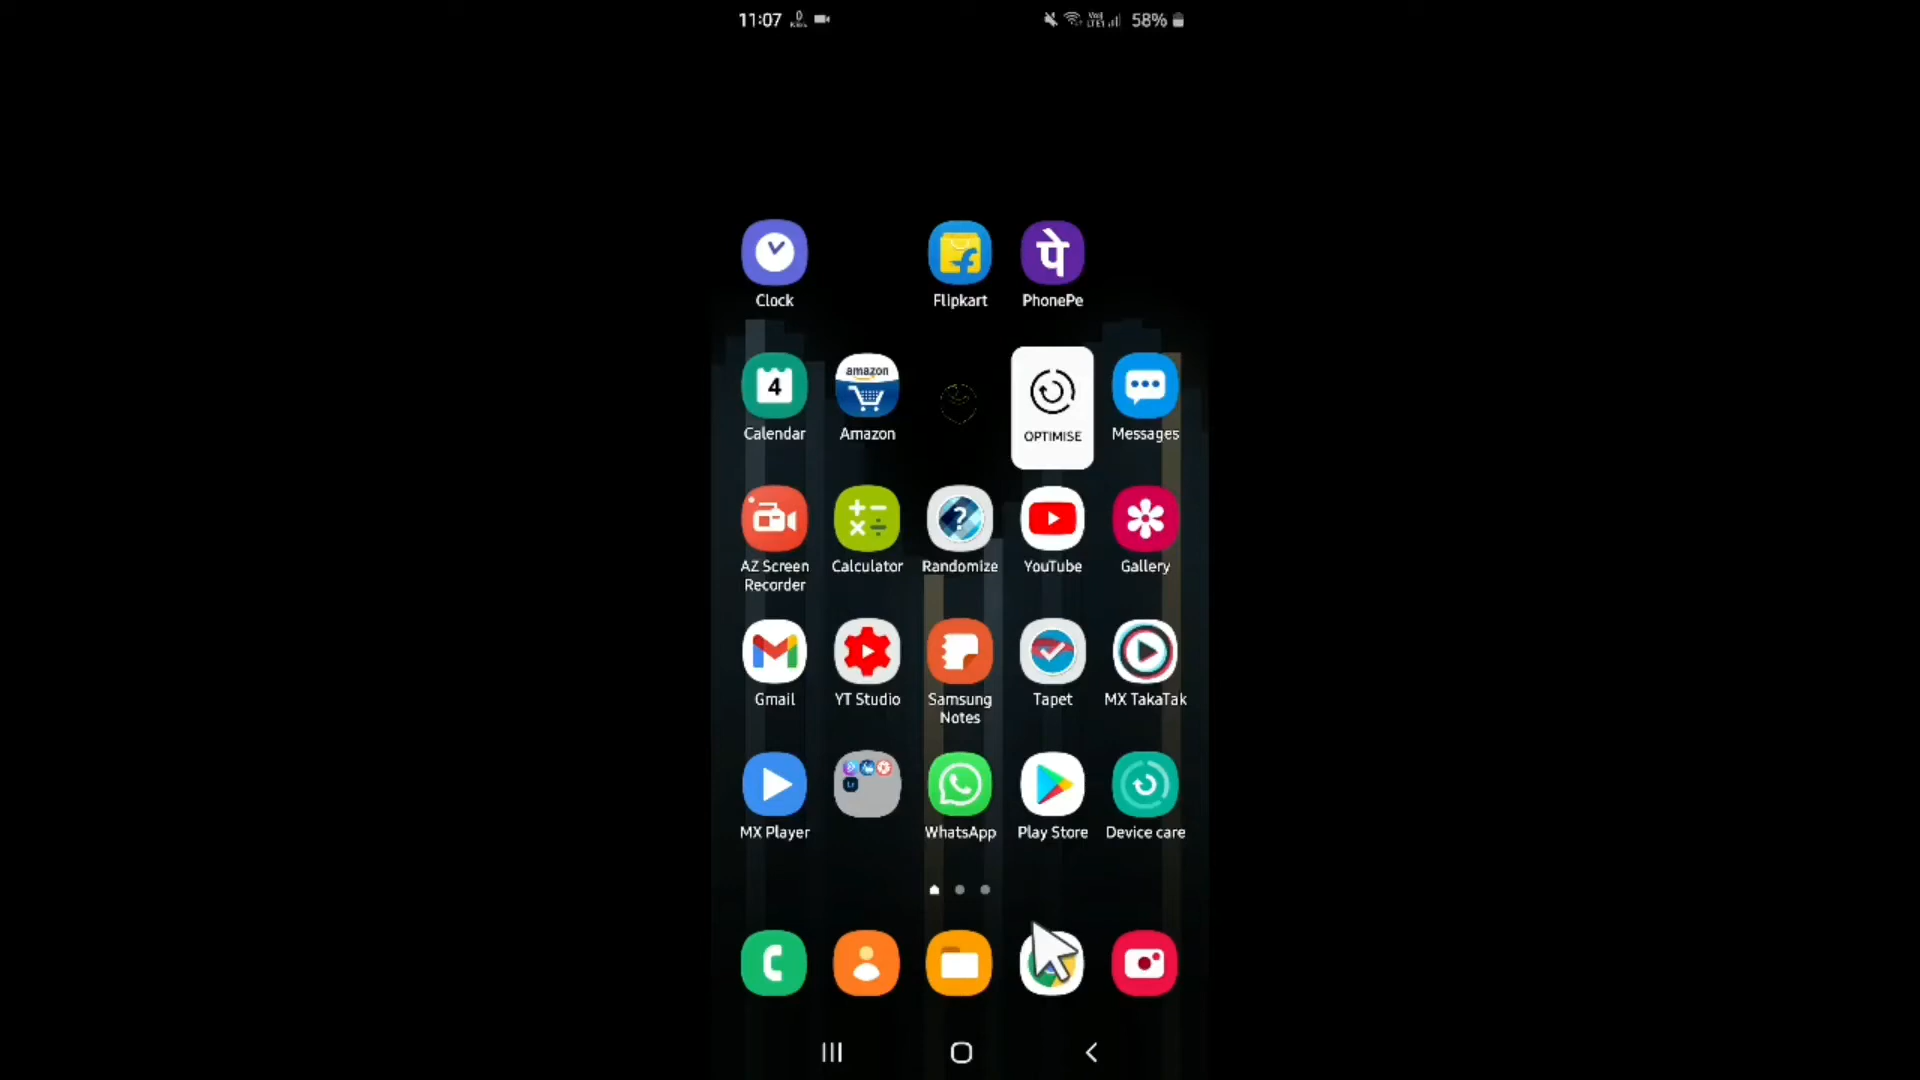 11:07
58%
Clock
Flipkart
पे
PhonePe
4
Calendar
amazon
Amazon
OPTIMISE
Messages
AZ Screen
Recorder
Calculator
?
Randomize
YouTube
Gallery
Gmail
YT Studio
Samsung
Notes
Tapet
MX TakaTak
MX Player
WhatsApp
Play Store
Device care